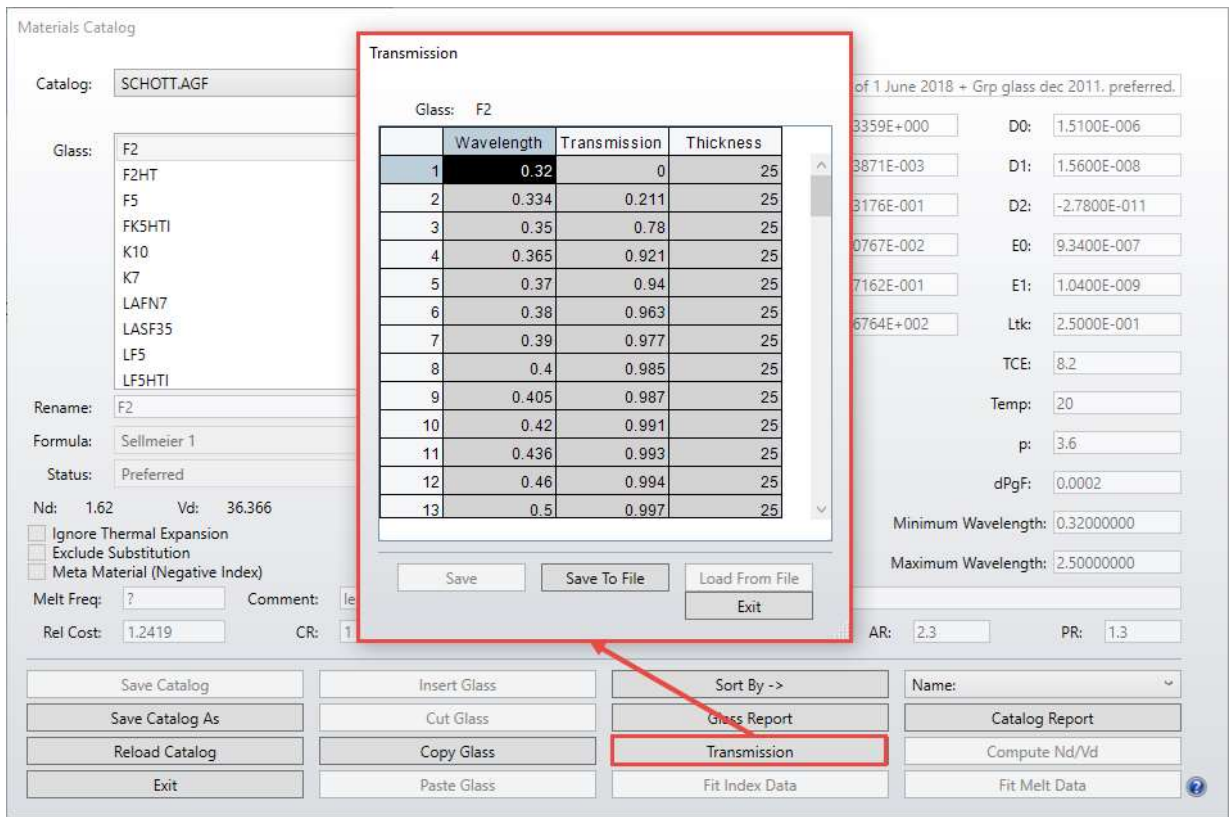 Materials Catalog
Catalog: SCHOTT.AGF
of 1 June 2018 + Grp glass dec 2011. preferred.
Glass: F2
F2HT
F5
FK5HTI
K10
K7
LAFN7
LASF35
LF5
LF5HTI
Rename: F2
Formula: Sellmeier 1
Status: Preferred
Nd: 1.62 Vd: 36.366
Ignore Thermal Expansion
Exclude Substitution
Meta Material (Negative Index)
Melt Freq: ? Comment: le
Rel Cost: 1.2419 CR: 1
Transmission
Glass: F2
Wavelength Transmission Thickness
1 0.32 0 25
2 0.334 0.211 25
3 0.35 0.78 25
4 0.365 0.921 25
5 0.37 0.94 25
6 0.38 0.963 25
7 0.39 0.977 25
8 0.4 0.985 25
9 0.405 0.987 25
10 0.42 0.991 25
11 0.436 0.993 25
12 0.46 0.994 25
13 0.5 0.997 25
Save Save To File Load From File
Exit
3359E+000 D0: 1.5100E-006
3871E-003 D1: 1.5600E-008
3176E-001 D2: -2.7800E-011
0767E-002 E0: 9.3400E-007
7162E-001 E1: 1.0400E-009
6764E+002 Ltk: 2.5000E-001
TCE: 8.2
Temp: 20
p: 3.6
dPgF: 0.0002
Minimum Wavelength: 0.32000000
Maximum Wavelength: 2.50000000
AR: 2.3 PR: 1.3
Save Catalog Insert Glass Sort By -> Name:
Save Catalog As Cut Glass Glass Report Catalog Report
Reload Catalog Copy Glass Transmission Compute Nd/Vd
Exit Paste Glass Fit Index Data Fit Melt Data